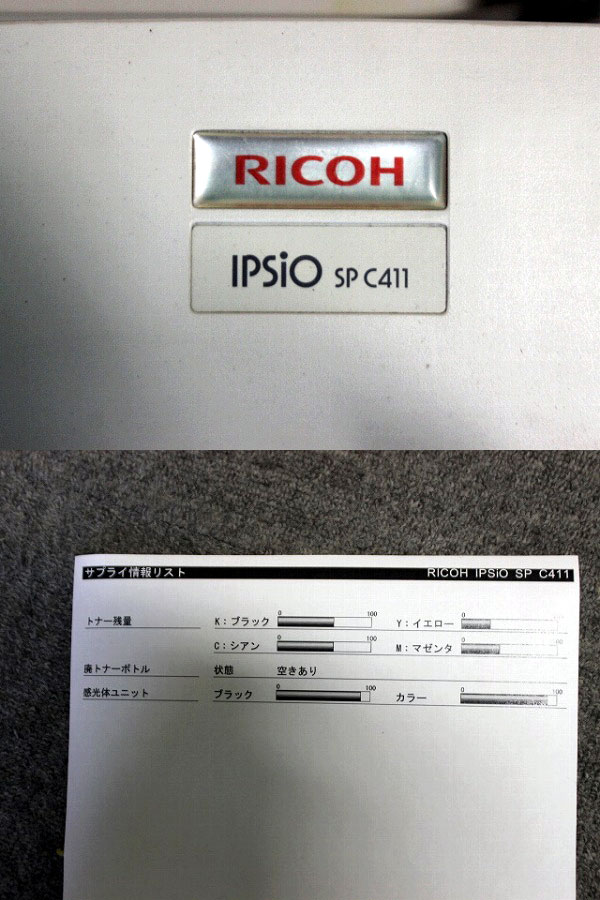 RICOH
IPSiO SP C411
サプライ情報リスト RICOH IPSiO SP C411
トナー残量 K：ブラック 0 100 Y：イエロー 0
C：シアン 0 100 M：マゼンタ 0
廃トナーボトル 状態 空きあり
感光体ユニット ブラック 0 100 カラー 0 100